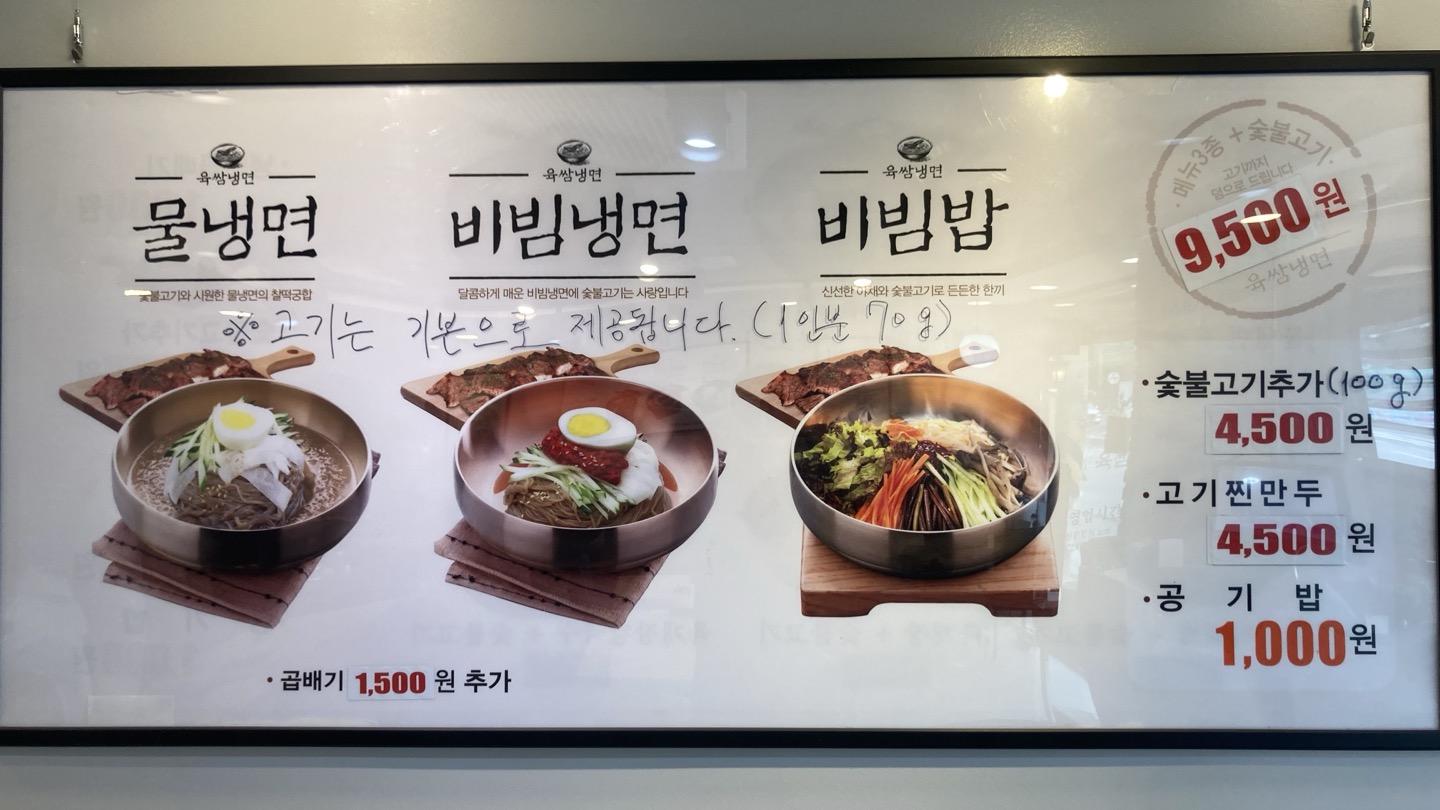 육쌈냉면
물냉면
숯불고기와 시원한 물냉면의 찰떡궁합
육쌈냉면
비빔냉면
달콤하게 매운 비빔냉면에 숯불고기는 사랑입니다
육쌈냉면
비빔밥
신선한 야채와 숯불고기로 든든한 한끼
※ 고기는 기본으로 제공됩니다. (1인분 70g)
· 메뉴3종 + 숯불고기 ·
고기까지
덤으로 드립니다
9,500원
육쌈냉면
· 숯불고기추가 (100g)
4,500 원
· 고기찐만두
4,500 원
· 공 기 밥
1,000원
· 곱배기 1,500 원 추가